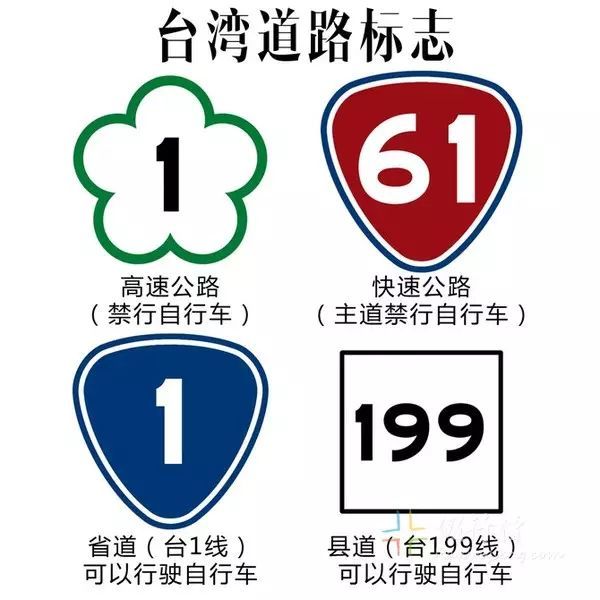 台湾道路标志
1
61
高速公路
（禁行自行车）
快速公路
（主道禁行自行车）
1
199
省道（台1线）
可以行驶自行车
县道（台199线）
可以行驶自行车